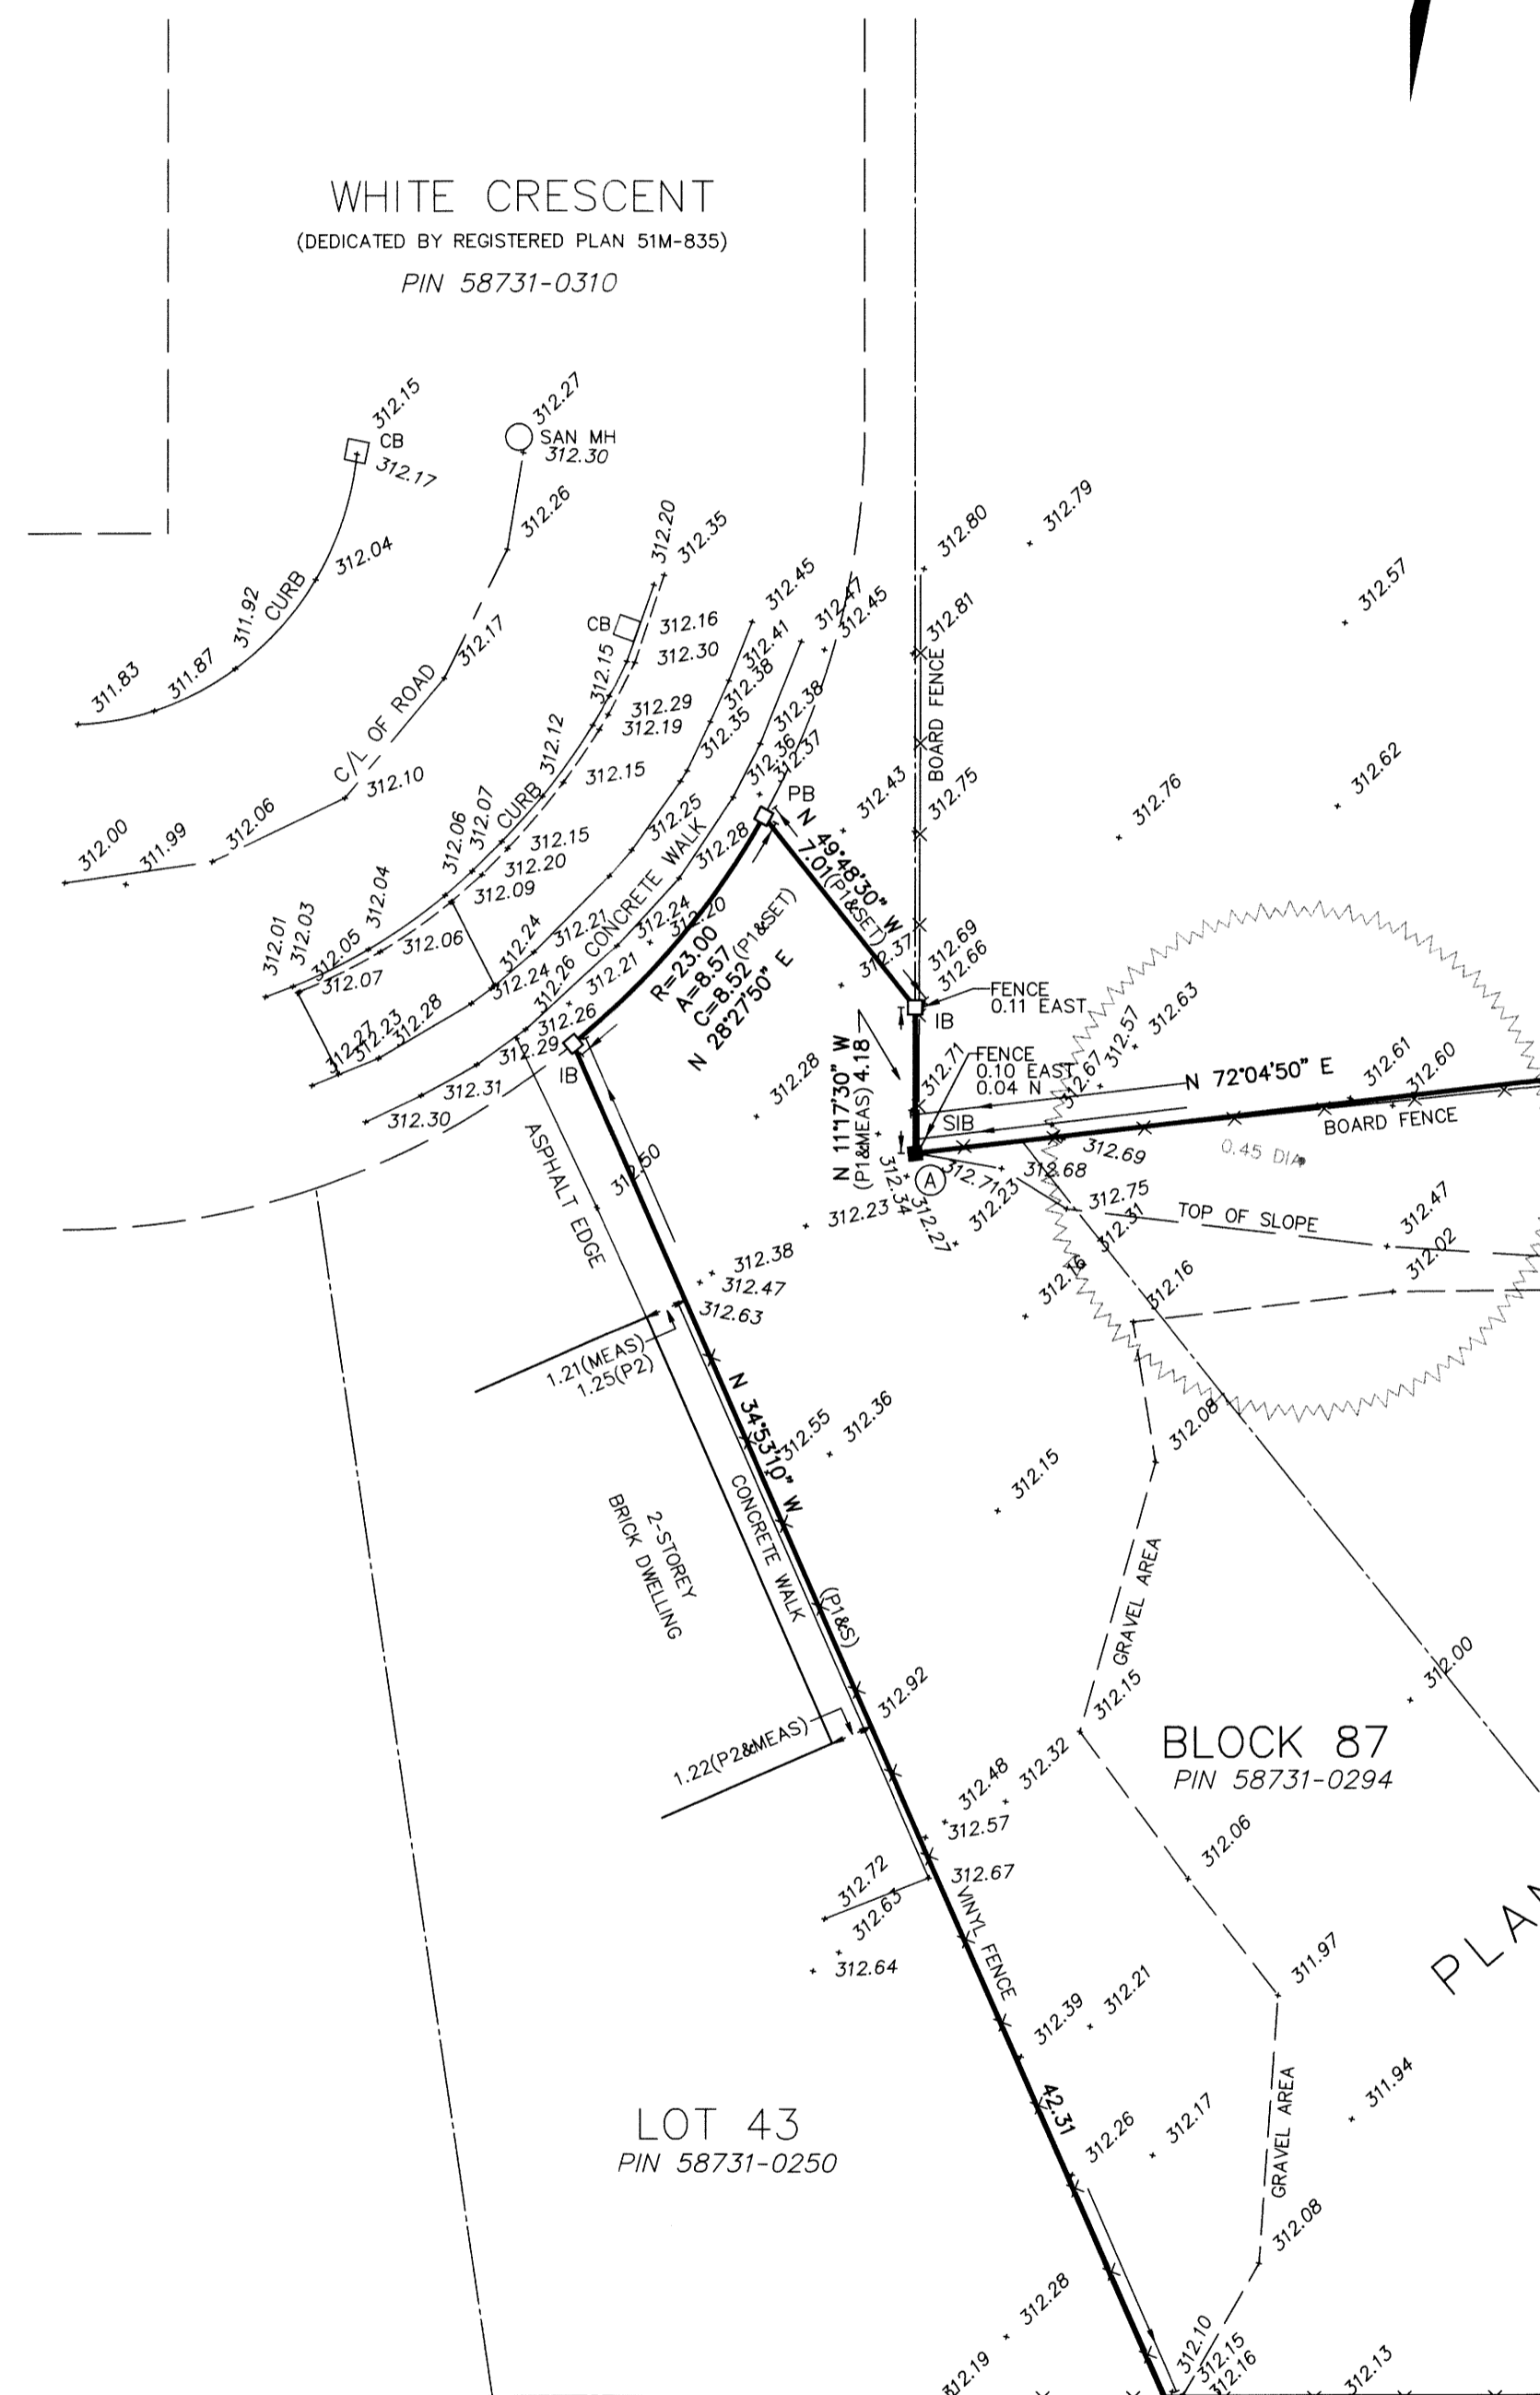 WHITE CRESCENT
(DEDICATED BY REGISTERED PLAN 51M-835)
PIN 58731-0310
312.15
CB
312.17
312.27
SAN MH
312.30
312.26
312.04
CURB
311.92
311.87
311.83
312.17
C/L OF ROAD
312.10
312.06
311.99
312.00
312.20
312.35
CB
312.16
312.30
312.15
312.29
312.19
312.12
312.15
CURB
312.07
312.06
312.15
312.20
312.09
312.04
312.06
312.05
312.03
312.01
312.07
312.45
312.47
312.45
312.41
312.38
312.38
312.35
312.36
312.37
312.25
312.28
CONCRETE WALK
312.24
312.20
312.21
312.24
312.21
312.26
312.24
312.26
312.28
312.23
312.27
312.29
312.31
312.30
312.80
312.79
312.57
312.81
BOARD FENCE
312.75
312.43
312.76
312.62
PB
N 49°48'30" W
7.01(P1&SET)
312.37
312.69
312.66
FENCE
0.11 EAST
IB
R=23.00
A=8.57
C=8.52
(P1&SET)
N 28°27'50" E
IB
312.28
N 11°17'30" W
(P1&MEAS) 4.18
312.71
FENCE
0.10 EAST
0.04 N
312.67
312.57
312.63
N 72°04'50" E
312.61
312.60
BOARD FENCE
SIB
0.45 DIA
312.69
312.68
A
312.71
312.34
312.27
312.23
312.23
312.75
312.31
TOP OF SLOPE
312.47
312.02
312.16
312.16
ASPHALT EDGE
312.50
312.38
312.47
312.63
1.21(MEAS)
1.25(P2)
N 34°53'10" W
312.55
312.36
312.08
312.15
CONCRETE WALK
2-STOREY
BRICK DWELLING
(P1&S)
GRAVEL AREA
312.00
312.15
312.92
1.22(P2&MEAS)
BLOCK 87
PIN 58731-0294
312.48
312.32
312.57
312.06
312.67
312.72
312.63
312.64
VINYL FENCE
311.97
312.39
312.21
42.31
GRAVEL AREA
311.94
312.26
312.17
LOT 43
PIN 58731-0250
312.08
312.28
312.10
312.15
312.16
312.19
312.13